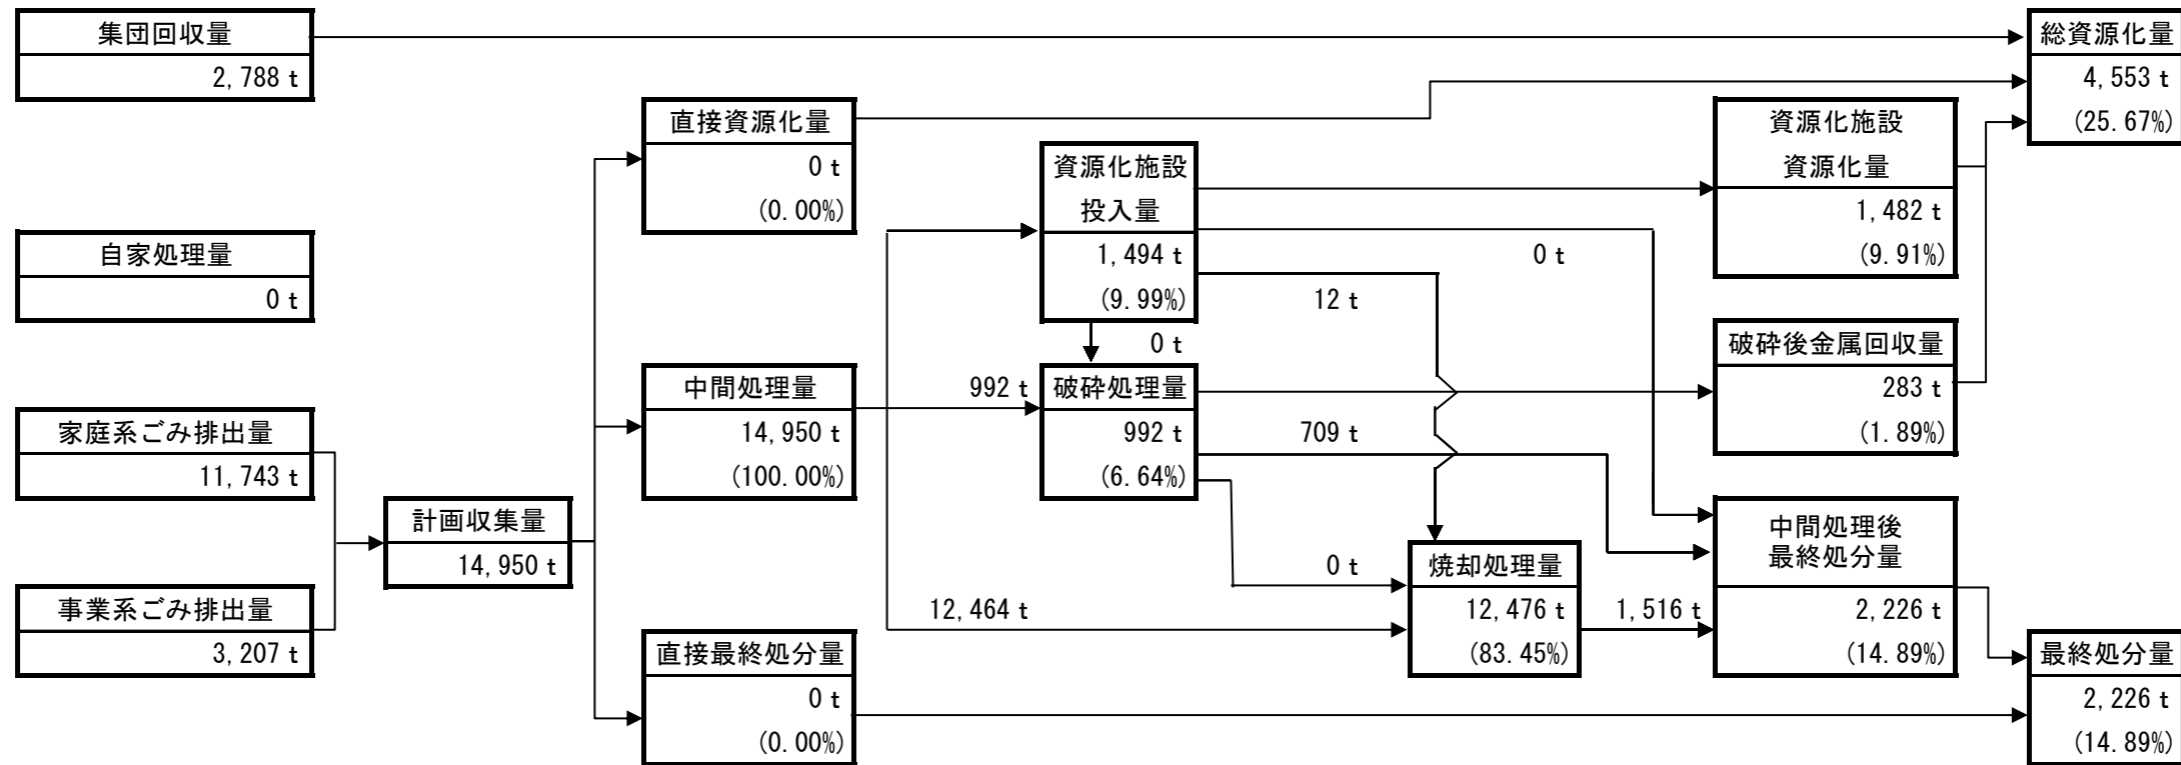 集団回収量
2,788 t
総資源化量
4,553 t
(25.67%)
直接資源化量
0 t
(0.00%)
資源化施設
投入量
1,494 t
(9.99%)
資源化施設
資源化量
1,482 t
(9.91%)
自家処理量
0 t
0 t
12 t
0 t
破砕後金属回収量
283 t
(1.89%)
中間処理量
14,950 t
(100.00%)
992 t
破砕処理量
992 t
(6.64%)
709 t
家庭系ごみ排出量
11,743 t
計画収集量
14,950 t
中間処理後
最終処分量
2,226 t
(14.89%)
0 t
焼却処理量
12,476 t
(83.45%)
12,464 t
1,516 t
事業系ごみ排出量
3,207 t
直接最終処分量
0 t
(0.00%)
最終処分量
2,226 t
(14.89%)